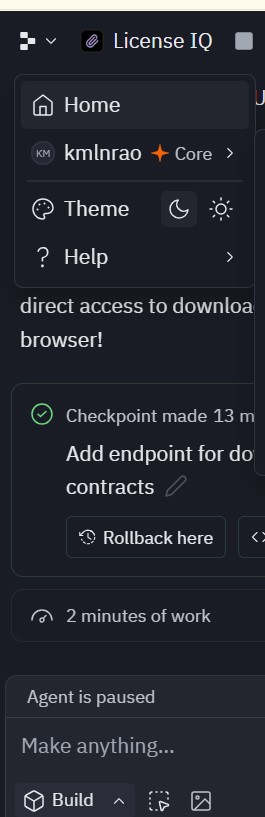 License IQ
Home
KM kmlnrao Core
Theme
Help
direct access to downloa
browser!
Checkpoint made 13 m
Add endpoint for do
contracts
Rollback here
2 minutes of work
Agent is paused
Make anything...
Build